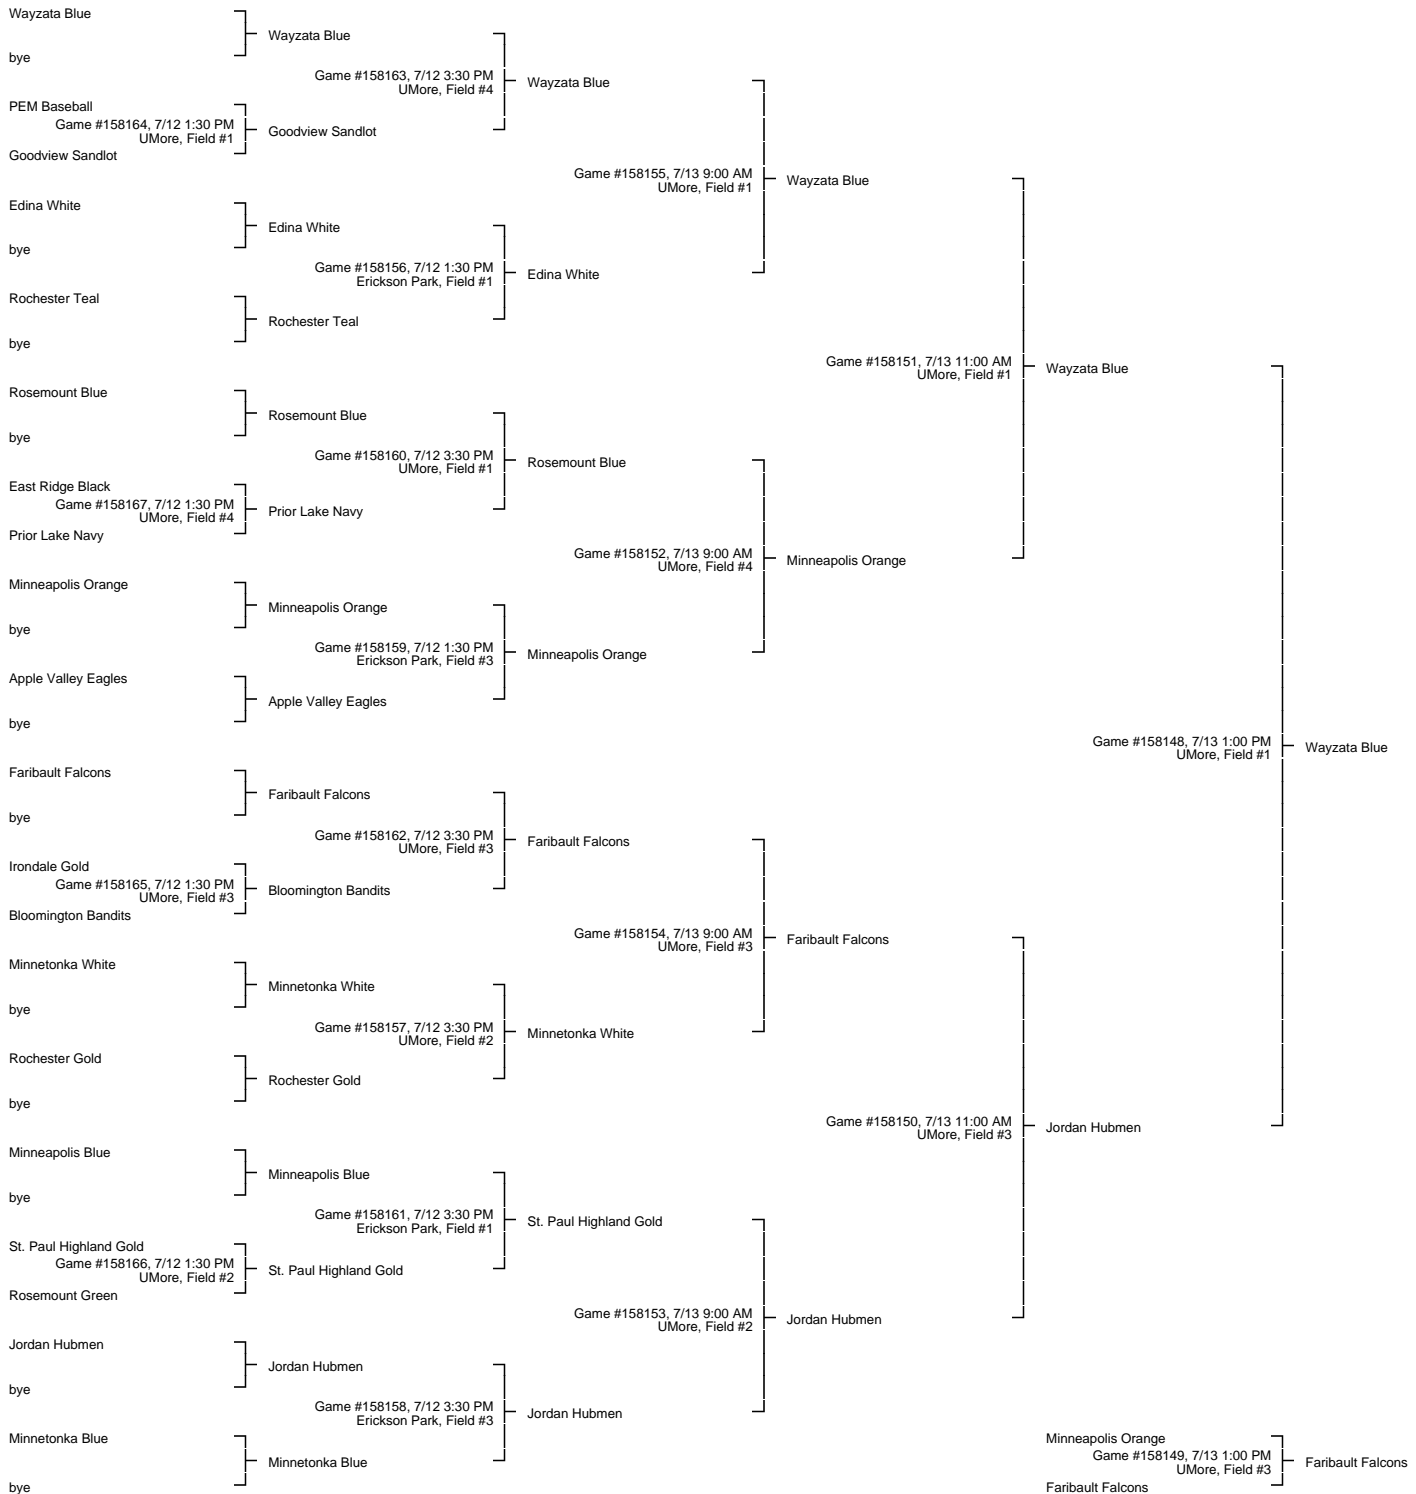 Wayzata Blue
bye
Wayzata Blue
Game #158163, 7/12 3:30 PM
UMore, Field #4
Wayzata Blue
PEM Baseball
Game #158164, 7/12 1:30 PM
UMore, Field #1
Goodview Sandlot
Goodview Sandlot
Game #158155, 7/13 9:00 AM
UMore, Field #1
Wayzata Blue
Edina White
bye
Edina White
Game #158156, 7/12 1:30 PM
Erickson Park, Field #1
Edina White
Rochester Teal
bye
Rochester Teal
Game #158151, 7/13 11:00 AM
UMore, Field #1
Wayzata Blue
Rosemount Blue
bye
Rosemount Blue
Game #158160, 7/12 3:30 PM
UMore, Field #1
Rosemount Blue
East Ridge Black
Game #158167, 7/12 1:30 PM
UMore, Field #4
Prior Lake Navy
Prior Lake Navy
Game #158152, 7/13 9:00 AM
UMore, Field #4
Minneapolis Orange
Minneapolis Orange
bye
Minneapolis Orange
Game #158159, 7/12 1:30 PM
Erickson Park, Field #3
Minneapolis Orange
Apple Valley Eagles
bye
Apple Valley Eagles
Game #158148, 7/13 1:00 PM
UMore, Field #1
Wayzata Blue
Faribault Falcons
bye
Faribault Falcons
Game #158162, 7/12 3:30 PM
UMore, Field #3
Faribault Falcons
Irondale Gold
Game #158165, 7/12 1:30 PM
UMore, Field #3
Bloomington Bandits
Bloomington Bandits
Game #158154, 7/13 9:00 AM
UMore, Field #3
Faribault Falcons
Minnetonka White
bye
Minnetonka White
Game #158157, 7/12 3:30 PM
UMore, Field #2
Minnetonka White
Rochester Gold
bye
Rochester Gold
Game #158150, 7/13 11:00 AM
UMore, Field #3
Jordan Hubmen
Minneapolis Blue
bye
Minneapolis Blue
Game #158161, 7/12 3:30 PM
Erickson Park, Field #1
St. Paul Highland Gold
St. Paul Highland Gold
Game #158166, 7/12 1:30 PM
UMore, Field #2
Rosemount Green
St. Paul Highland Gold
Game #158153, 7/13 9:00 AM
UMore, Field #2
Jordan Hubmen
Jordan Hubmen
bye
Jordan Hubmen
Game #158158, 7/12 3:30 PM
Erickson Park, Field #3
Jordan Hubmen
Minnetonka Blue
bye
Minnetonka Blue
Minneapolis Orange
Game #158149, 7/13 1:00 PM
UMore, Field #3
Faribault Falcons
Faribault Falcons